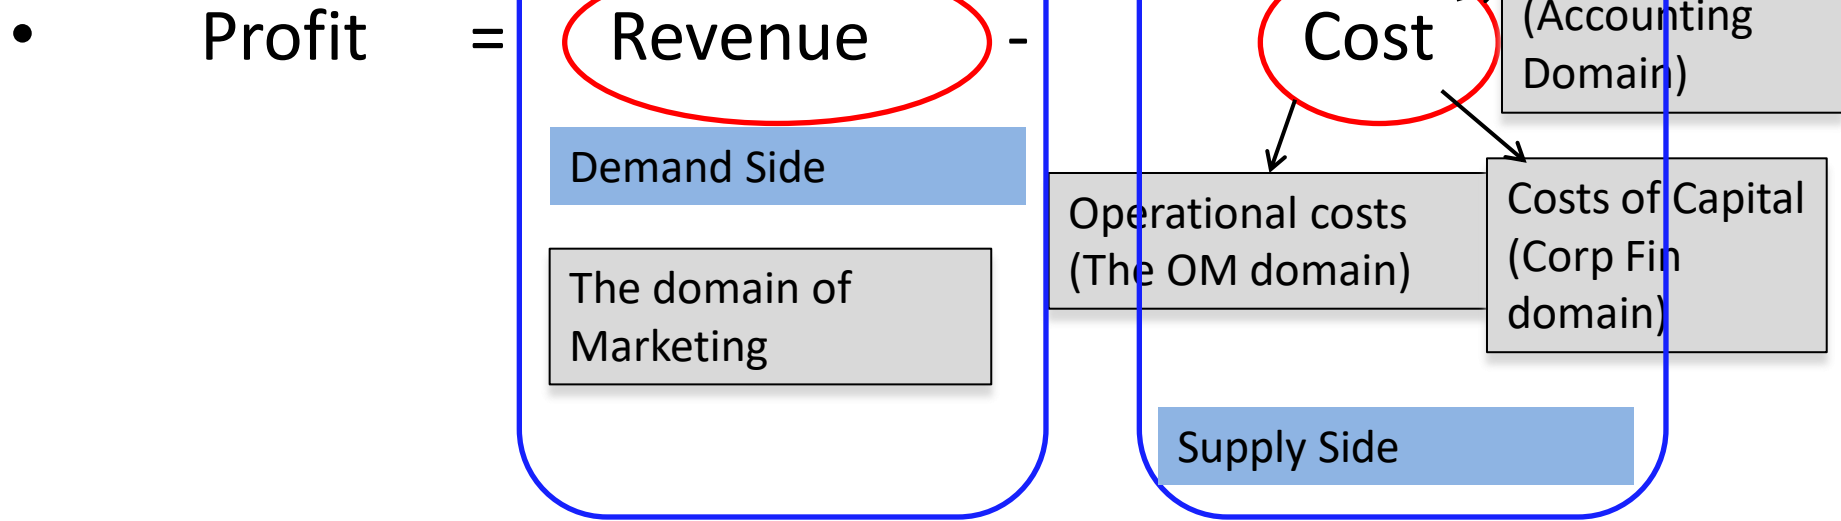 • Profit = Revenue - Cost
(Accounting
Domain)
Demand Side
The domain of
Marketing
Operational costs
(The OM domain)
Costs of Capital
(Corp Fin
domain)
Supply Side